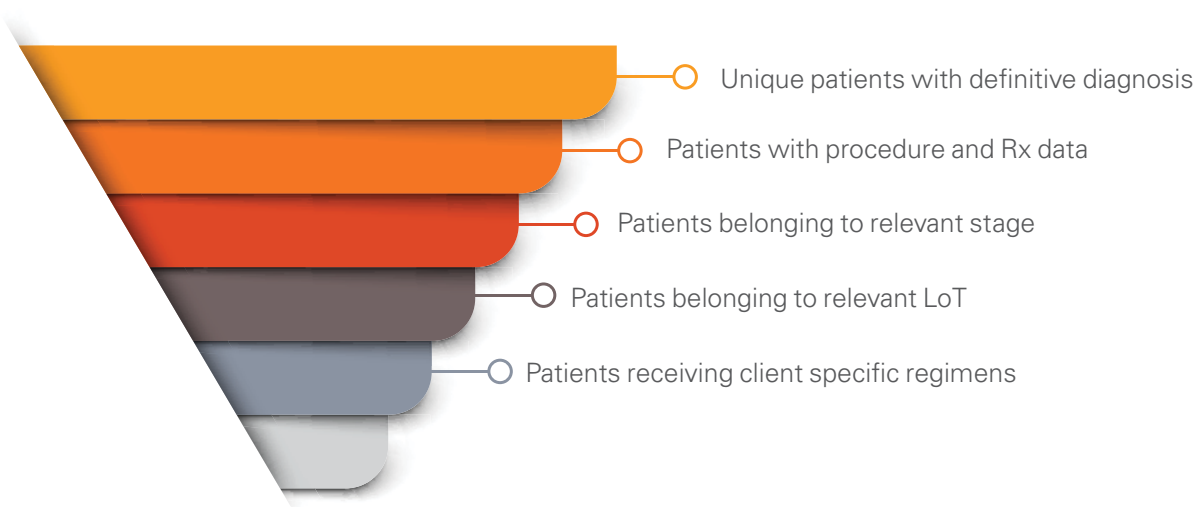 Unique patients with definitive diagnosis
Patients with procedure and Rx data
Patients belonging to relevant stage
Patients belonging to relevant LoT
Patients receiving client specific regimens